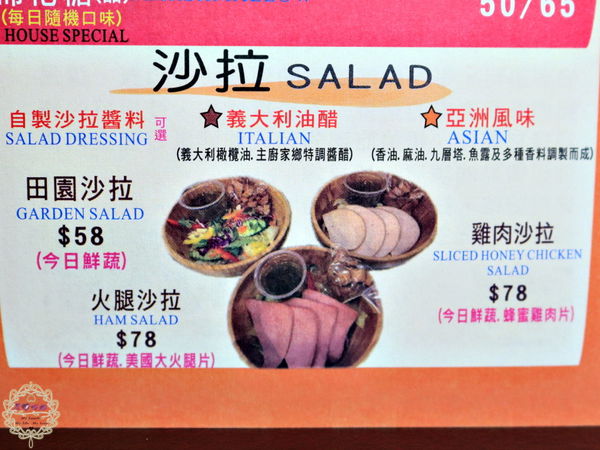 (每日隨機口味)
50/65
HOUSE SPECIAL
沙拉 SALAD
自製沙拉醬料 可選
SALAD DRESSING
義大利油醋
ITALIAN
(義大利橄欖油.主廚家鄉特調醬醋)
亞洲風味
ASIAN
(香油.麻油.九層塔.魚露及多種香料調製而成)
田園沙拉
GARDEN SALAD
$58
(今日鮮蔬)
雞肉沙拉
SLICED HONEY CHICKEN
SALAD
$78
(今日鮮蔬.蜂蜜雞肉片)
火腿沙拉
HAM SALAD
$78
(今日鮮蔬.美國大火腿片)